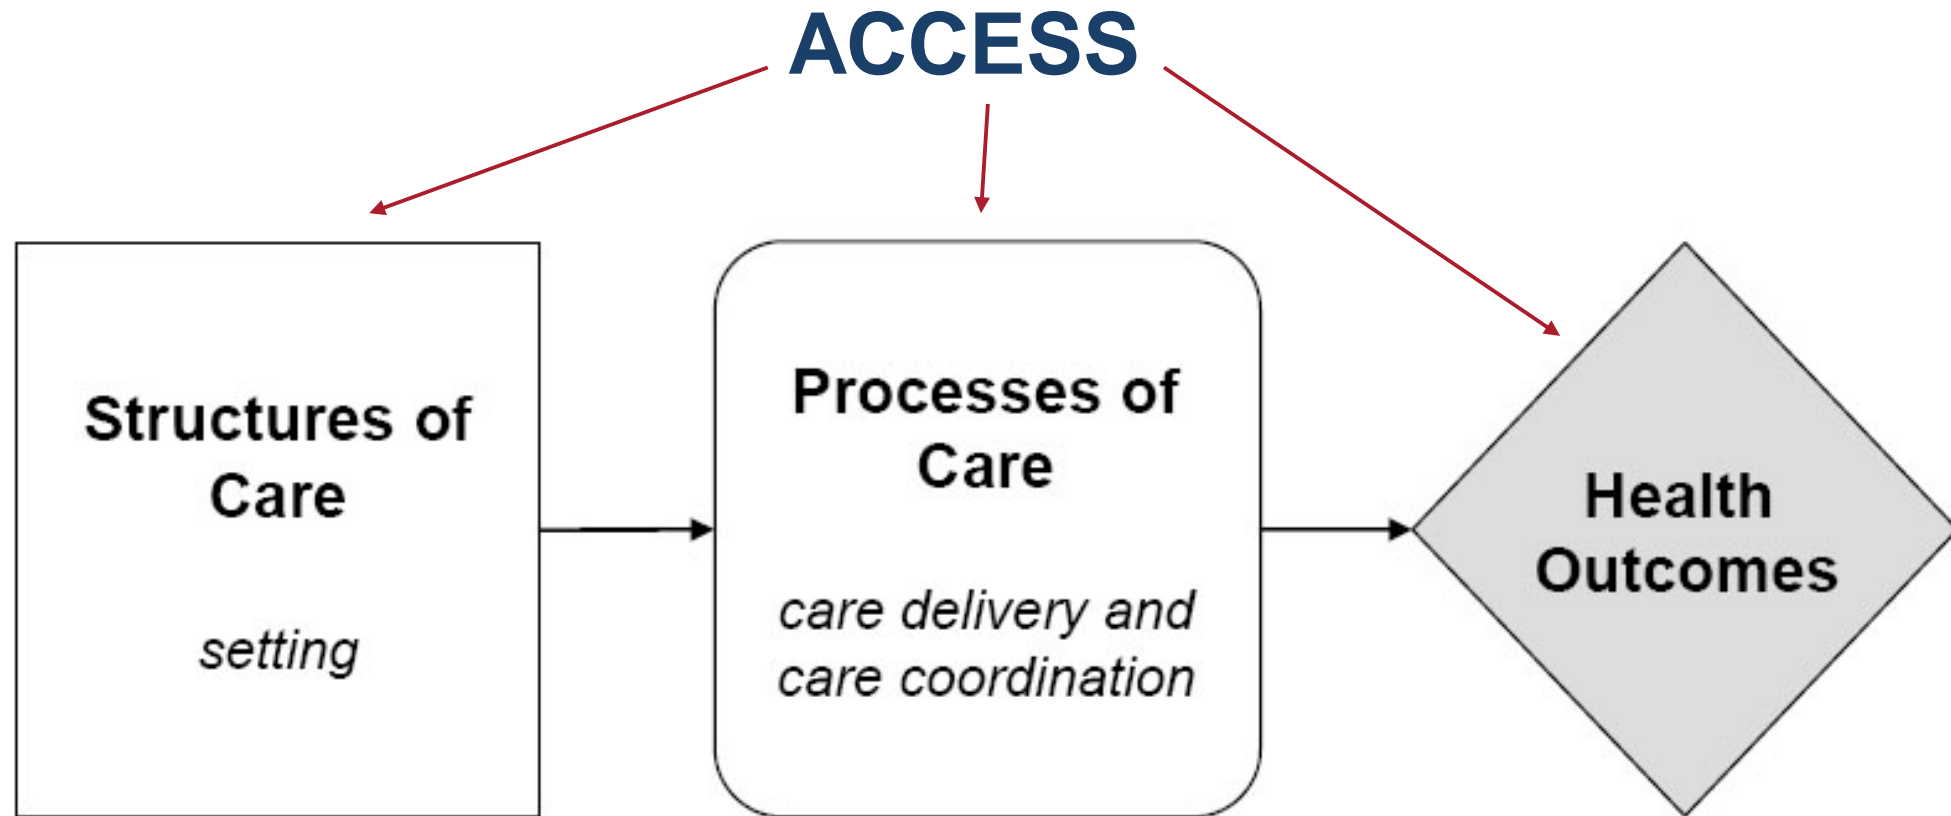 ACCESS
Structures of
Care
setting
Processes of
Care
care delivery and
care coordination
Health
Outcomes